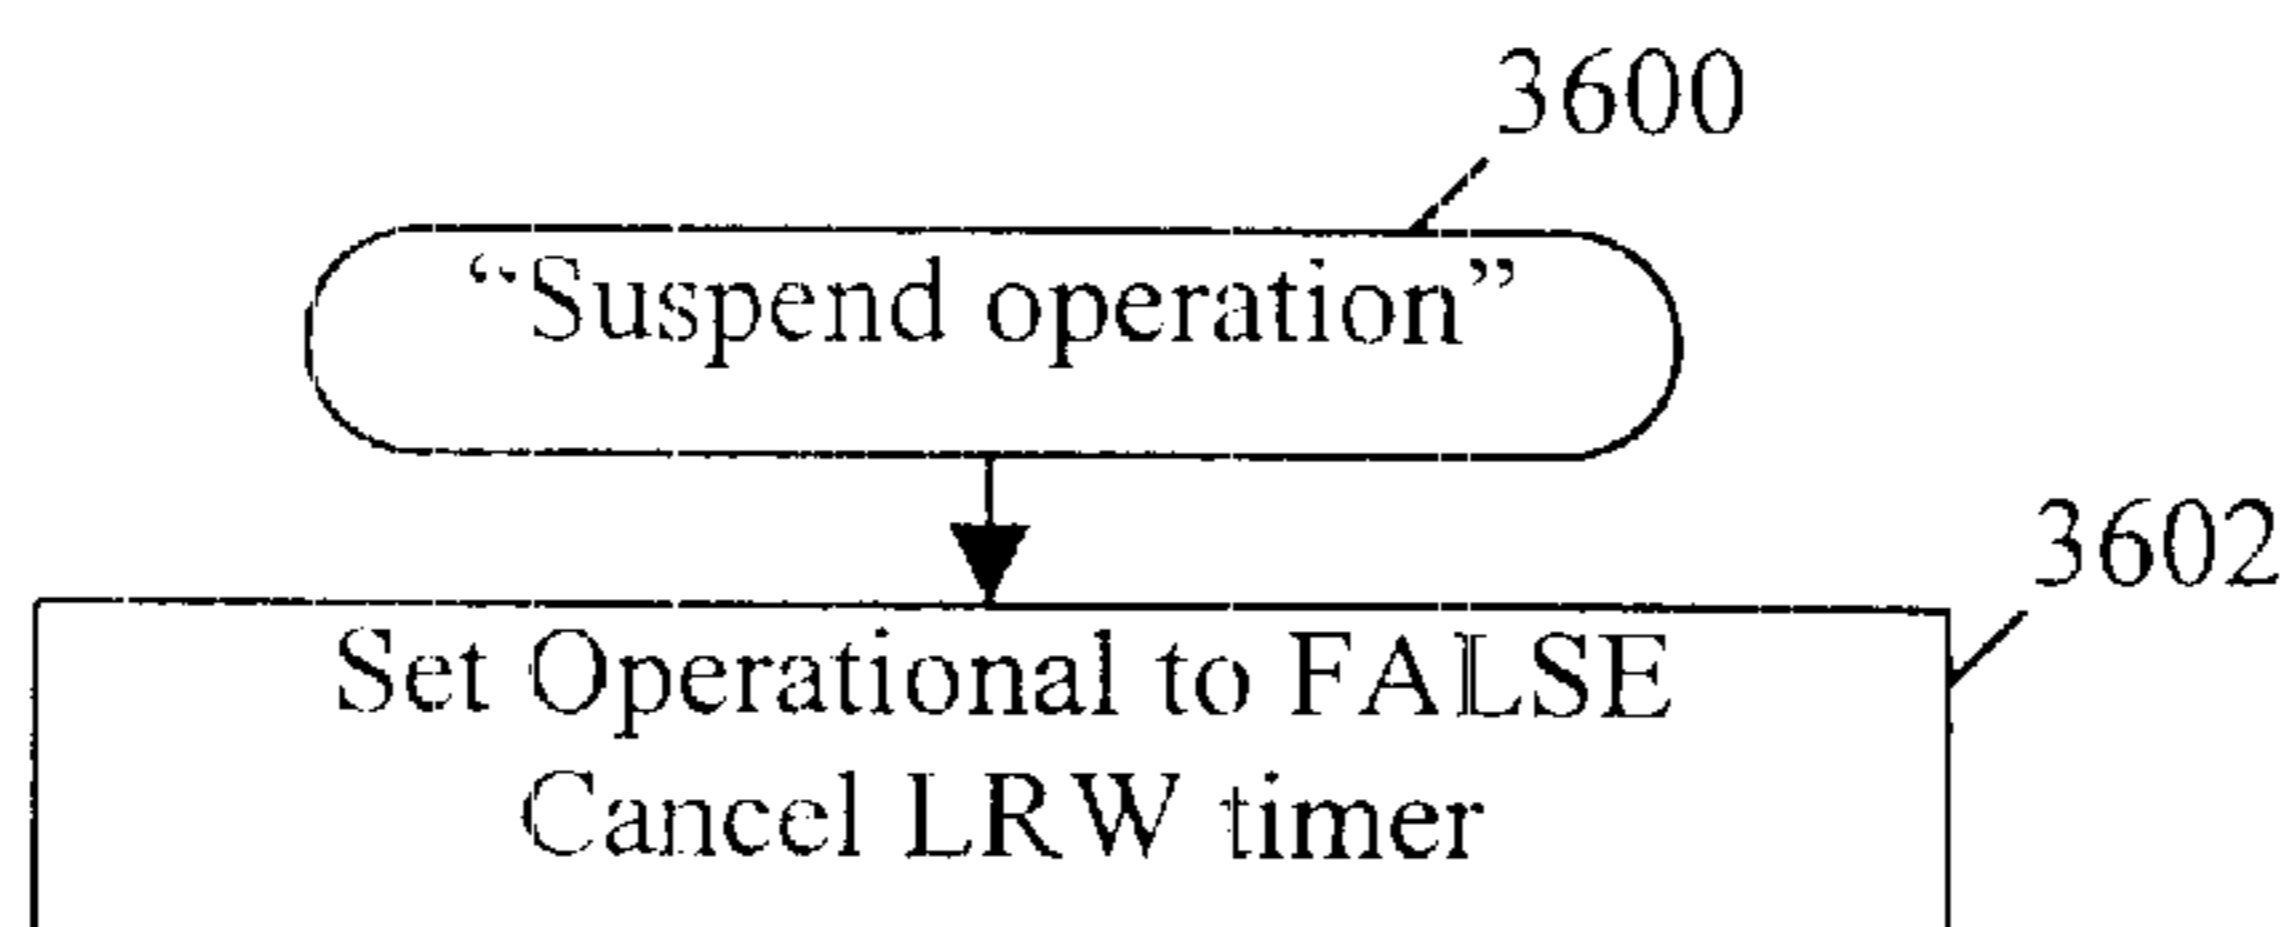 3600
“Suspend operation”
3602
Set Operational to FALSE
Cancel LRW timer